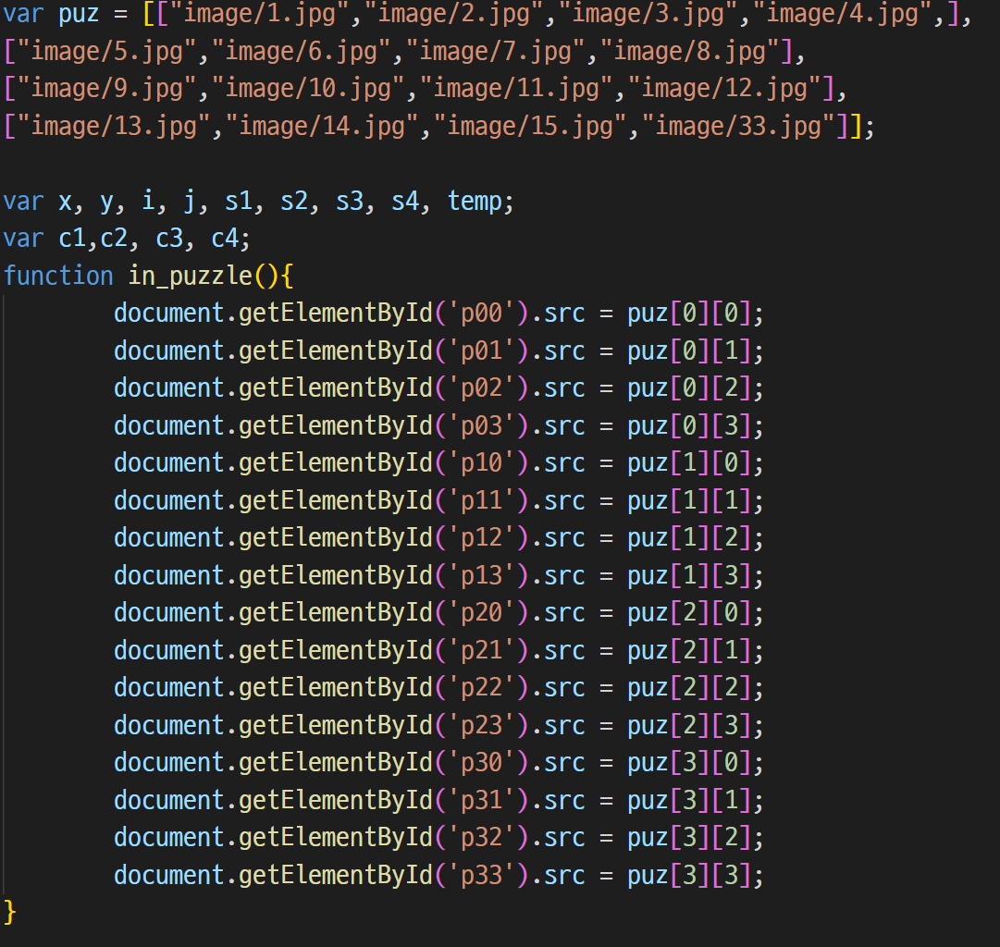 var puz = [["image/1.jpg","image/2.jpg","image/3.jpg","image/4.jpg",],
["image/5.jpg","image/6.jpg","image/7.jpg","image/8.jpg"],
["image/9.jpg","image/10.jpg","image/11.jpg","image/12.jpg"],
["image/13.jpg","image/14.jpg","image/15.jpg","image/33.jpg"]];

var x, y, i, j, s1, s2, s3, s4, temp;
var c1,c2, c3, c4;
function in_puzzle(){
        document.getElementById('p00').src = puz[0][0];
        document.getElementById('p01').src = puz[0][1];
        document.getElementById('p02').src = puz[0][2];
        document.getElementById('p03').src = puz[0][3];
        document.getElementById('p10').src = puz[1][0];
        document.getElementById('p11').src = puz[1][1];
        document.getElementById('p12').src = puz[1][2];
        document.getElementById('p13').src = puz[1][3];
        document.getElementById('p20').src = puz[2][0];
        document.getElementById('p21').src = puz[2][1];
        document.getElementById('p22').src = puz[2][2];
        document.getElementById('p23').src = puz[2][3];
        document.getElementById('p30').src = puz[3][0];
        document.getElementById('p31').src = puz[3][1];
        document.getElementById('p32').src = puz[3][2];
        document.getElementById('p33').src = puz[3][3];
}